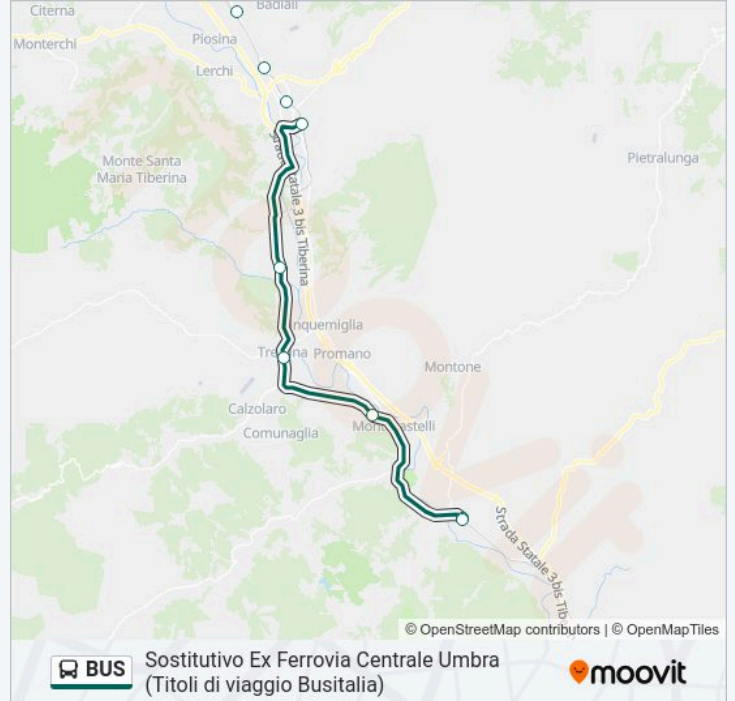 Citerna
Badiali
Monterchi
Piosina
Lerchi
Monte Santa
Maria Tiberina
Pietralunga
Strada Statale 3 bis Tiberina
Promano
Montone
Calzolaro
Comunaglia
Strada Statale 3 bis Tib
© OpenStreetMap contributors | © OpenMapTiles
BUS
Sostitutivo Ex Ferrovia Centrale Umbra
(Titoli di viaggio Busitalia)
moovit